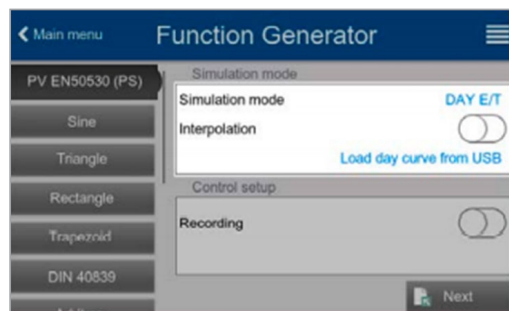 Main menu
Function Generator
PV EN50530 (PS)
Sine
Triangle
Rectangle
Trapezoid
DIN 40839
Simulation mode
Simulation mode DAY E/T
Interpolation
Load day curve from USB
Control setup
Recording
Next